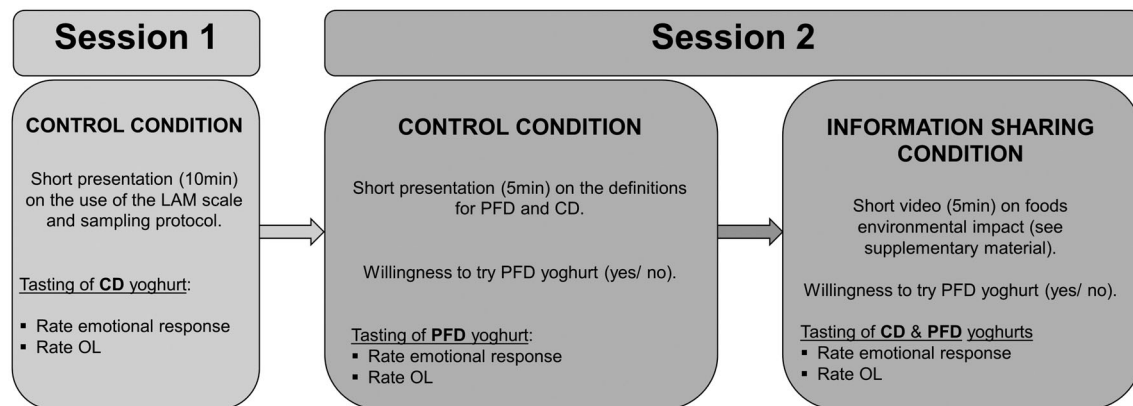 Session 1
Session 2
CONTROL CONDITION
Short presentation (10min)
on the use of the LAM scale
and sampling protocol.
Tasting of CD yoghurt:
▪ Rate emotional response
▪ Rate OL
CONTROL CONDITION
Short presentation (5min) on the definitions
for PFD and CD.
Willingness to try PFD yoghurt (yes/ no).
Tasting of PFD yoghurt:
▪ Rate emotional response
▪ Rate OL
INFORMATION SHARING
CONDITION
Short video (5min) on foods
environmental impact (see
supplementary material).
Willingness to try PFD yoghurt (yes/ no).
Tasting of CD & PFD yoghurts
▪ Rate emotional response
▪ Rate OL